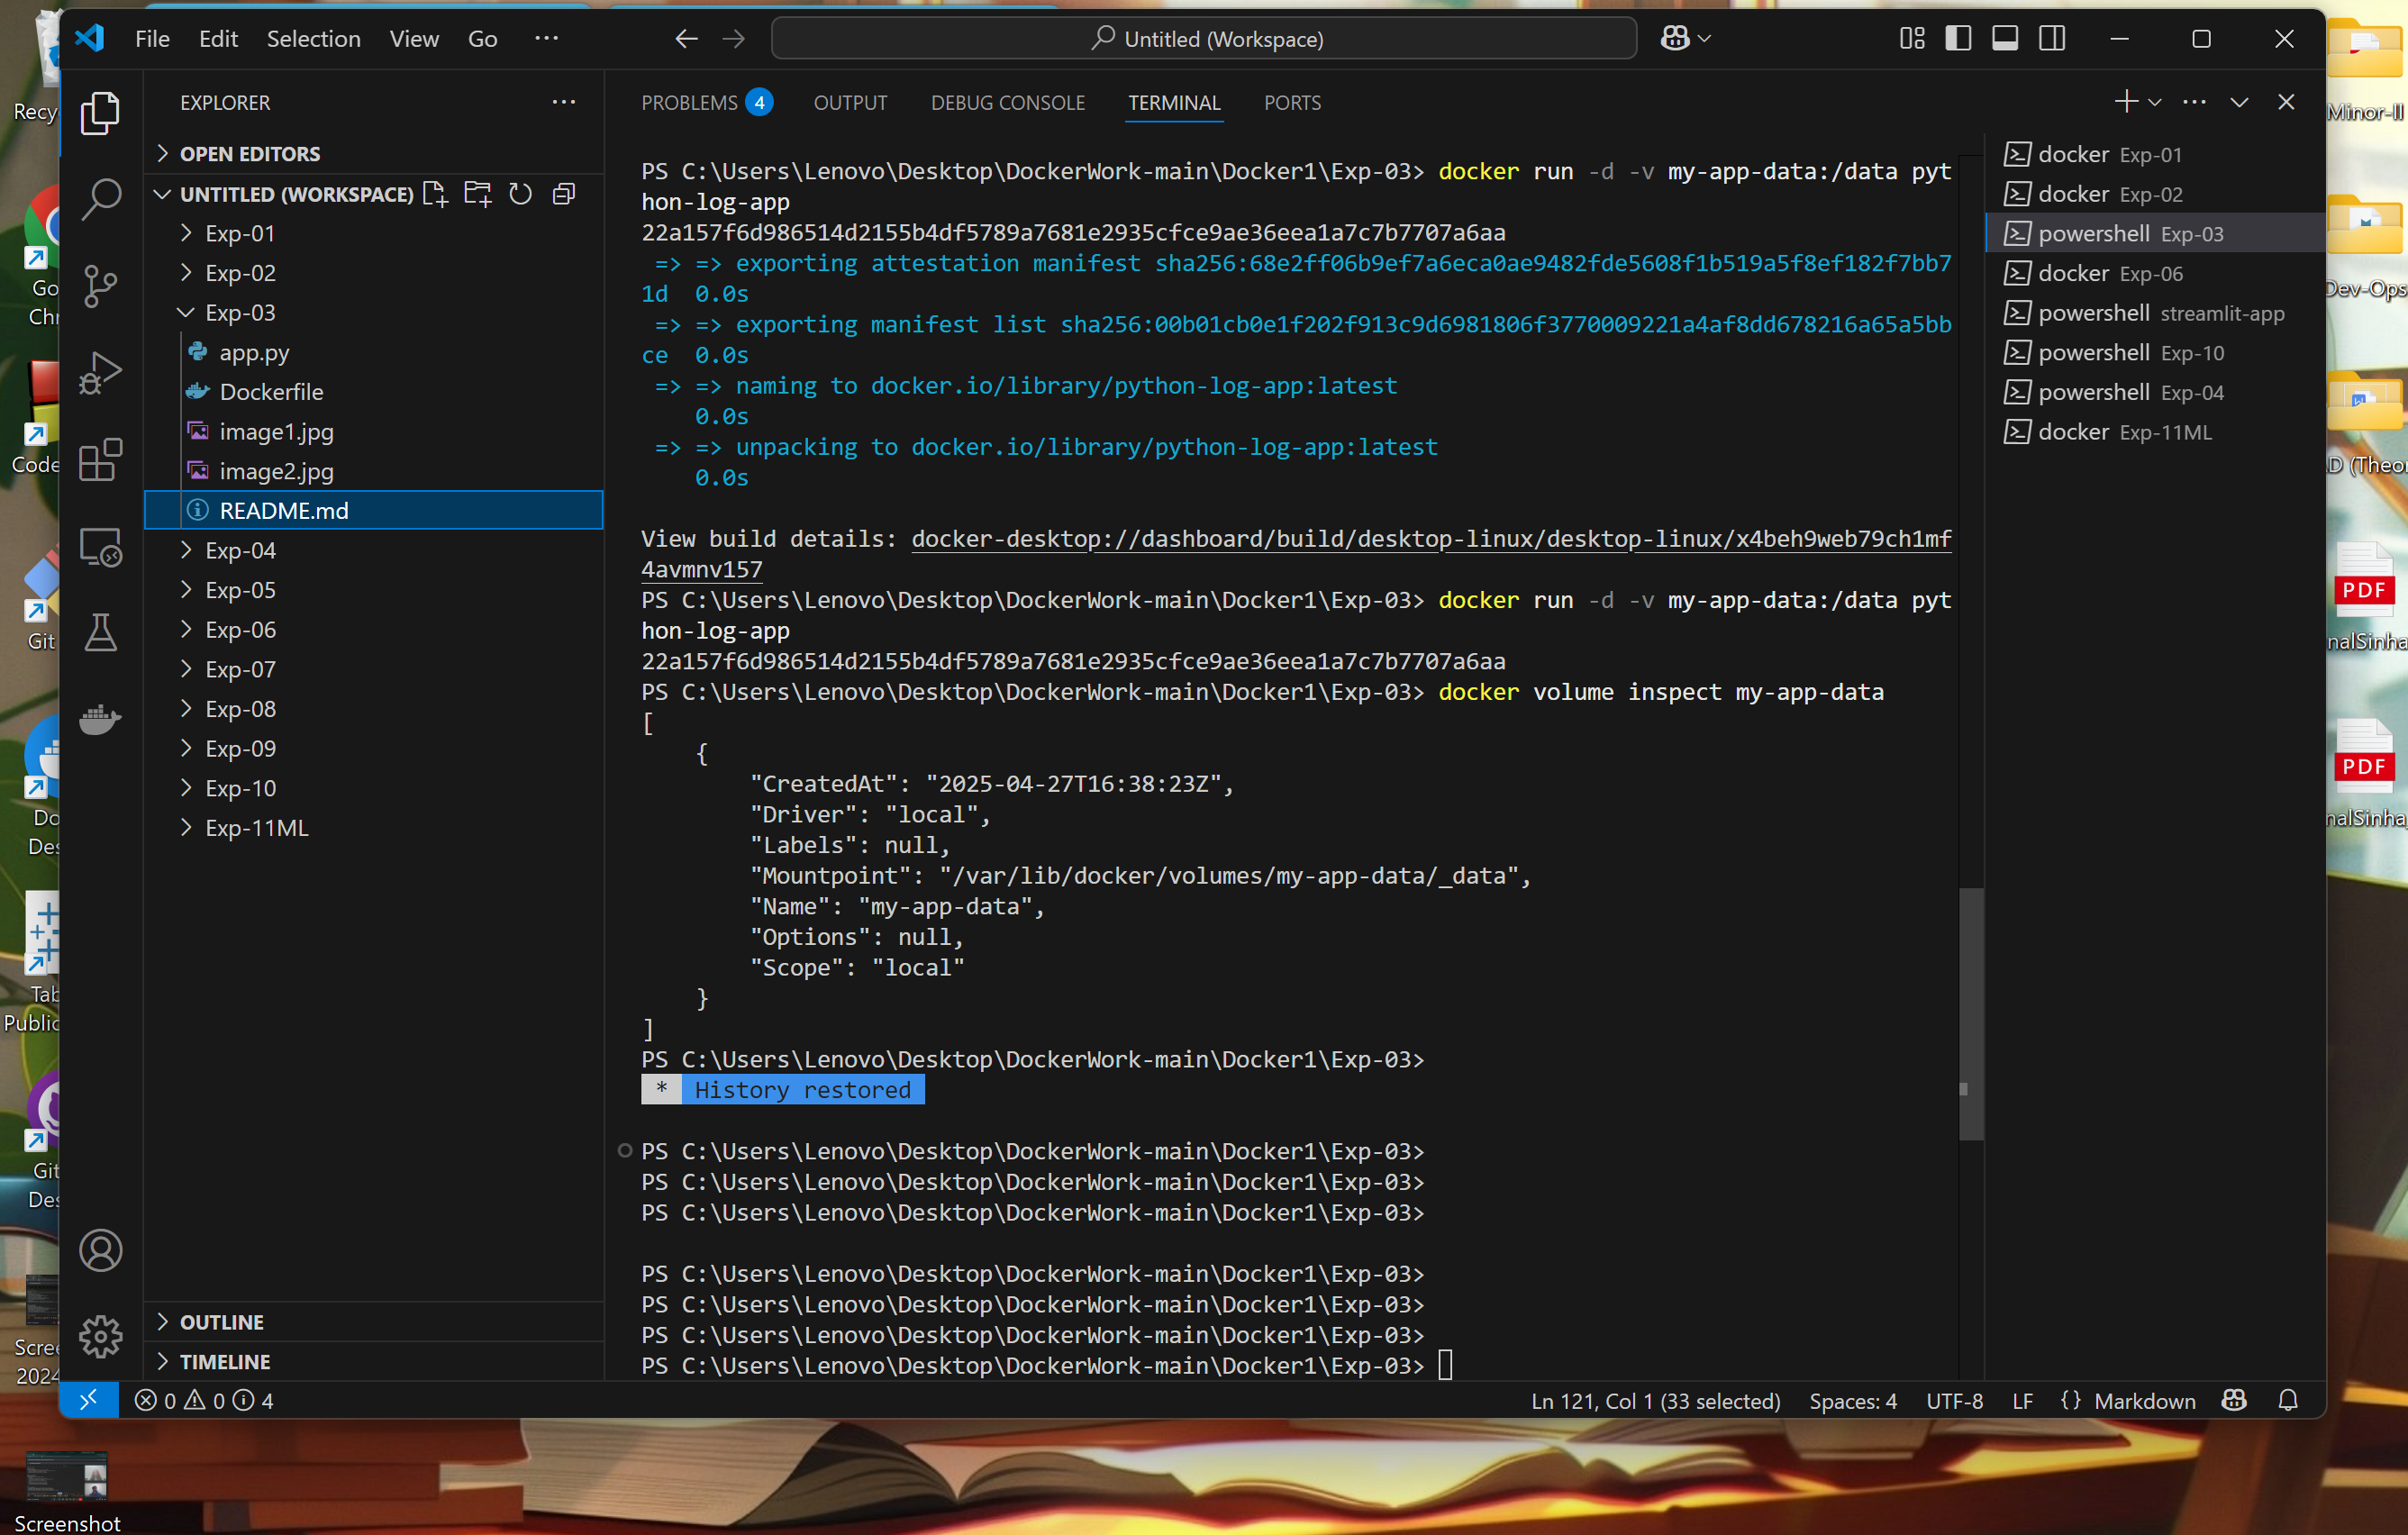 File Edit Selection View Go ... Untitled (Workspace)
EXPLORER
OPEN EDITORS
UNTITLED (WORKSPACE)
Exp-01
Exp-02
Exp-03
app.py
Dockerfile
image1.jpg
image2.jpg
README.md
Exp-04
Exp-05
Exp-06
Exp-07
Exp-08
Exp-09
Exp-10
Exp-11ML
OUTLINE
TIMELINE
PROBLEMS 4 OUTPUT DEBUG CONSOLE TERMINAL PORTS
PS C:\Users\Lenovo\Desktop\DockerWork-main\Docker1\Exp-03> docker run -d -v my-app-data:/data pyt
hon-log-app
22a157f6d986514d2155b4df5789a7681e2935cfce9ae36eea1a7c7b7707a6aa
=> => exporting attestation manifest sha256:68e2ff06b9ef7a6eca0ae9482fde5608f1b519a5f8ef182f7bb7
1d 0.0s
=> => exporting manifest list sha256:00b01cb0e1f202f913c9d6981806f3770009221a4af8dd678216a65a5bb
ce 0.0s
=> => naming to docker.io/library/python-log-app:latest
0.0s
=> => unpacking to docker.io/library/python-log-app:latest
0.0s
View build details: docker-desktop://dashboard/build/desktop-linux/desktop-linux/x4beh9web79ch1mf
4avmnv157
PS C:\Users\Lenovo\Desktop\DockerWork-main\Docker1\Exp-03> docker run -d -v my-app-data:/data pyt
hon-log-app
22a157f6d986514d2155b4df5789a7681e2935cfce9ae36eea1a7c7b7707a6aa
PS C:\Users\Lenovo\Desktop\DockerWork-main\Docker1\Exp-03> docker volume inspect my-app-data
[
{
"CreatedAt": "2025-04-27T16:38:23Z",
"Driver": "local",
"Labels": null,
"Mountpoint": "/var/lib/docker/volumes/my-app-data/_data",
"Name": "my-app-data",
"Options": null,
"Scope": "local"
}
]
PS C:\Users\Lenovo\Desktop\DockerWork-main\Docker1\Exp-03>
* History restored
PS C:\Users\Lenovo\Desktop\DockerWork-main\Docker1\Exp-03>
PS C:\Users\Lenovo\Desktop\DockerWork-main\Docker1\Exp-03>
PS C:\Users\Lenovo\Desktop\DockerWork-main\Docker1\Exp-03>
PS C:\Users\Lenovo\Desktop\DockerWork-main\Docker1\Exp-03>
PS C:\Users\Lenovo\Desktop\DockerWork-main\Docker1\Exp-03>
PS C:\Users\Lenovo\Desktop\DockerWork-main\Docker1\Exp-03>
PS C:\Users\Lenovo\Desktop\DockerWork-main\Docker1\Exp-03>
docker Exp-01
docker Exp-02
powershell Exp-03
docker Exp-06
powershell streamlit-app
powershell Exp-10
powershell Exp-04
docker Exp-11ML
0 0 4
Ln 121, Col 1 (33 selected) Spaces: 4 UTF-8 LF {} Markdown
Recy
Go
Chr
Code
Git
Do
Des
Tab
Public
Git
Des
Scree
2024
Screenshot
Minor-II
Dev-Ops
D (Theor
PDF
nalSinha
PDF
nalSinha